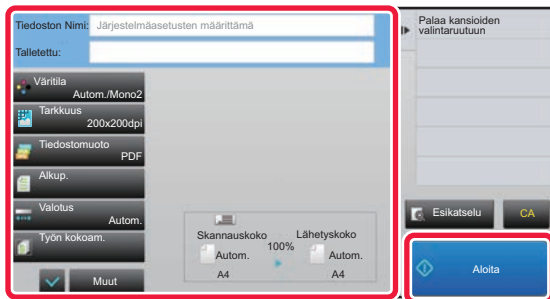 Tiedoston Nimi: Järjestelmäasetusten määrittämä
Talletettu:
Väritila
Autom./Mono2
Tarkkuus
200x200dpi
Tiedostomuoto
PDF
Alkup.
Valotus
Autom.
Työn kokoam.
Muut
Skannauskoko
100%
Lähetyskoko
Autom.
Autom.
A4
A4
Palaa kansioiden
valintaruutuun
Esikatselu
CA
Aloita